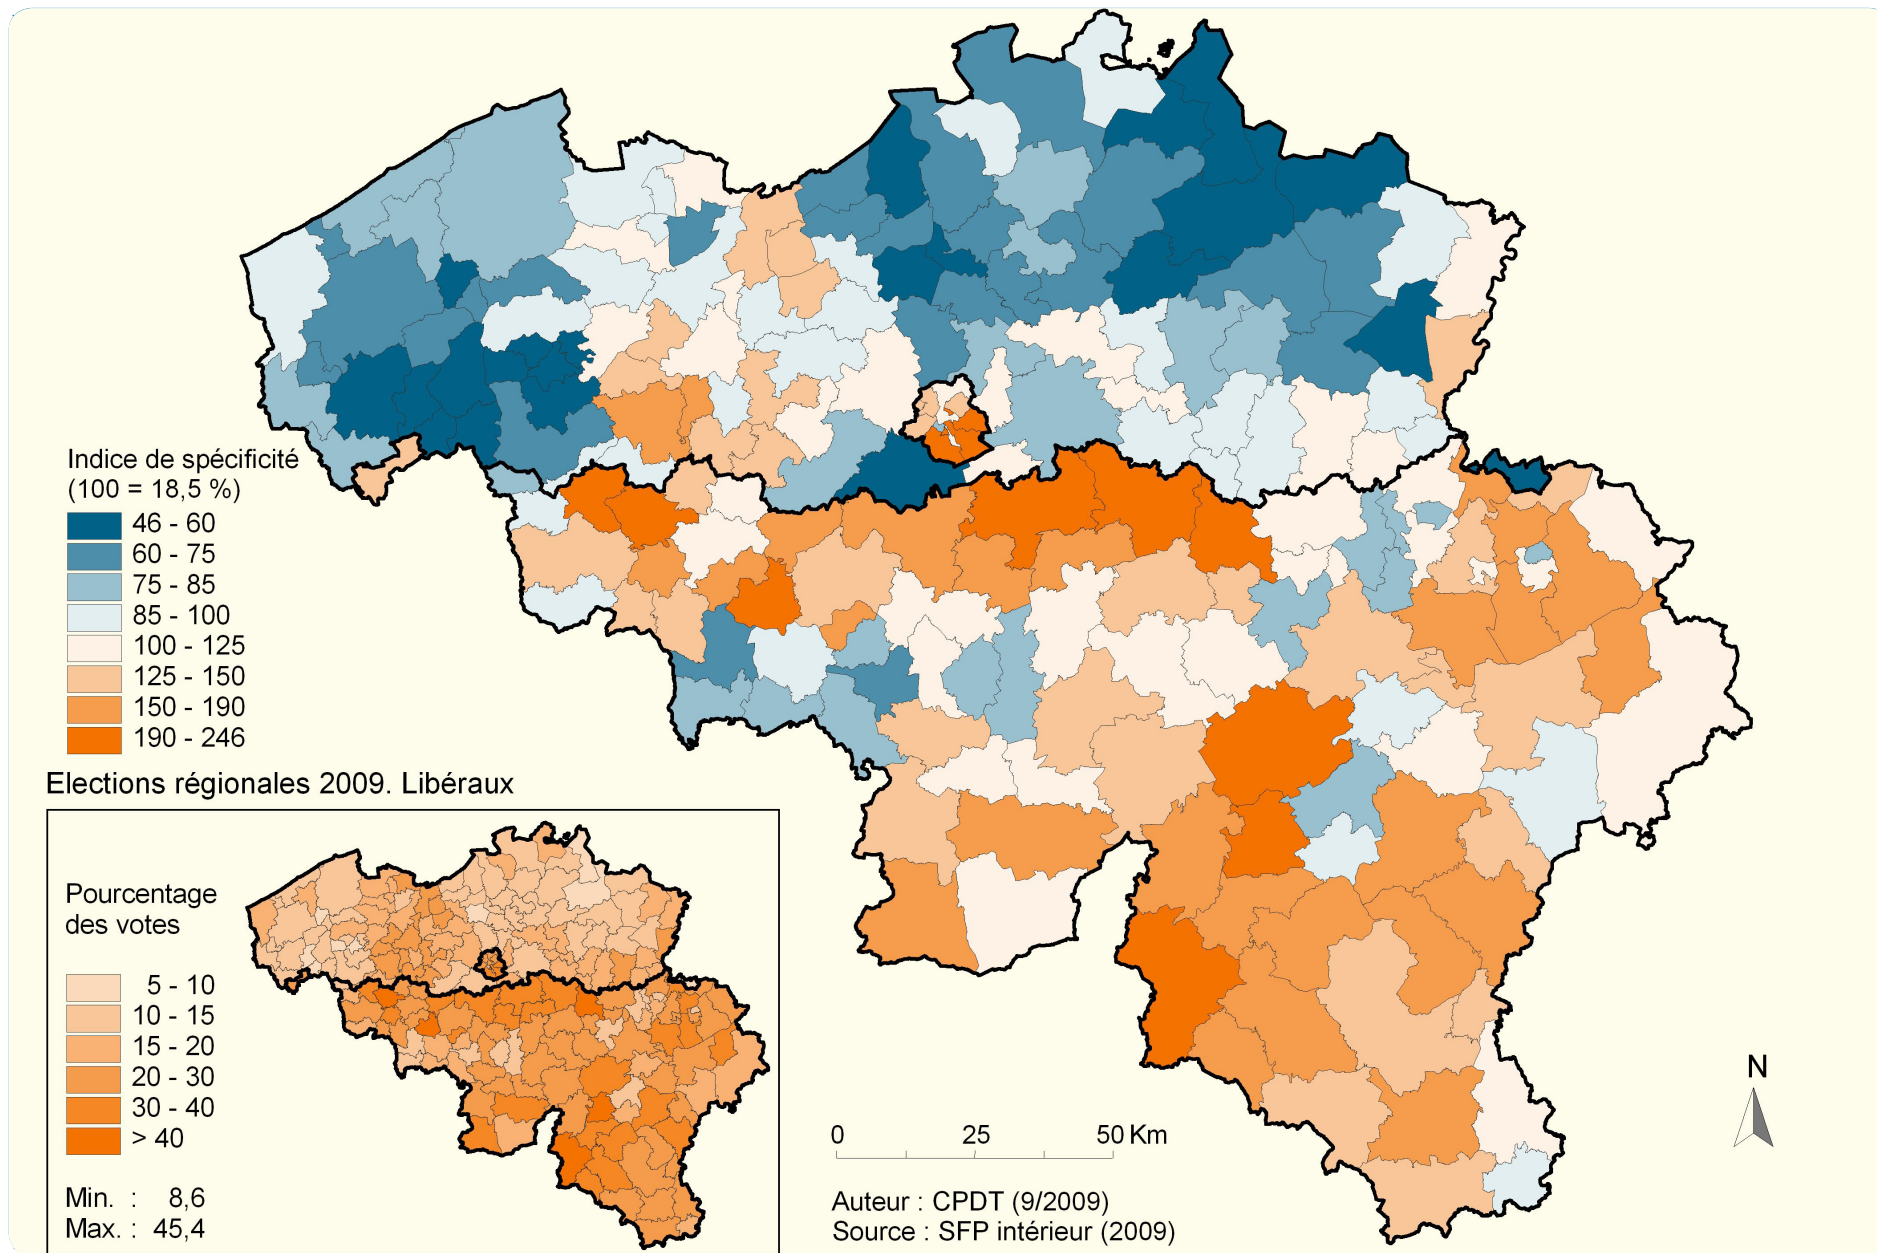 Indice de spécificité
(100 = 18,5 %)
46 - 60
60 - 75
75 - 85
85 - 100
100 - 125
125 - 150
150 - 190
190 - 246
Elections régionales 2009. Libéraux
Pourcentage
des votes
5 - 10
10 - 15
15 - 20
20 - 30
30 - 40
> 40
Min. : 8,6
Max. : 45,4
0 25 50 Km
Auteur : CPDT (9/2009)
Source : SFP intérieur (2009)
N